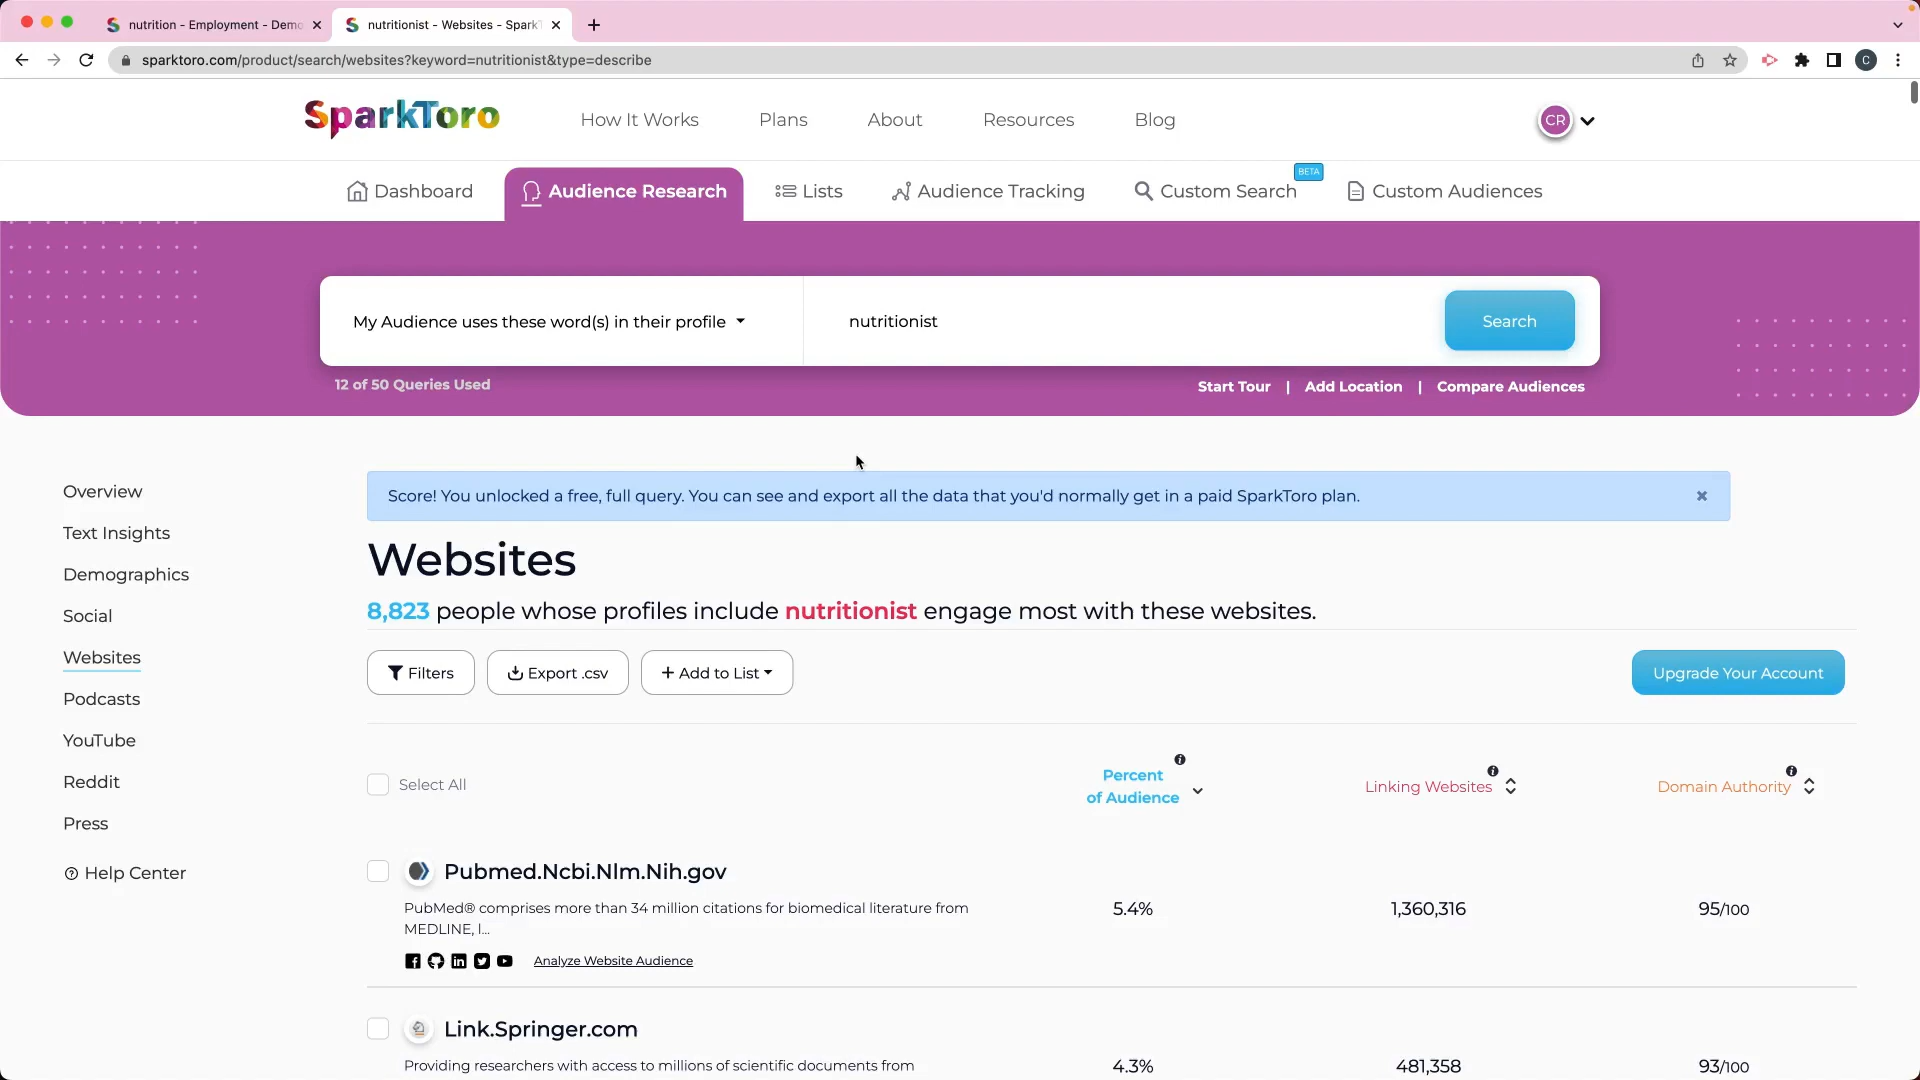 nutrition - Employment - Demo
nutritionist - Websites - Spark
sparktoro.com/product/search/websites?keyword=nutritionist&type=describe
C
SparkToro
How It Works
Plans
About
Resources
Blog
CR
Dashboard
Audience Research
Lists
Audience Tracking
Custom Search
BETA
Custom Audiences
My Audience uses these word(s) in their profile
nutritionist
Search
12 of 50 Queries Used
Start Tour | Add Location | Compare Audiences
Overview
Text Insights
Demographics
Social
Websites
Podcasts
YouTube
Reddit
Press
Help Center
Score! You unlocked a free, full query. You can see and export all the data that you'd normally get in a paid SparkToro plan.
Websites
8,823 people whose profiles include nutritionist engage most with these websites.
Filters
Export .csv
+ Add to List
Upgrade Your Account
Select All
Percent
of Audience
Linking Websites
Domain Authority
Pubmed.Ncbi.Nlm.Nih.gov
PubMed® comprises more than 34 million citations for biomedical literature from
MEDLINE, l...
Analyze Website Audience
5.4%
1,360,316
95/100
Link.Springer.com
Providing researchers with access to millions of scientific documents from
4.3%
481,358
93/100